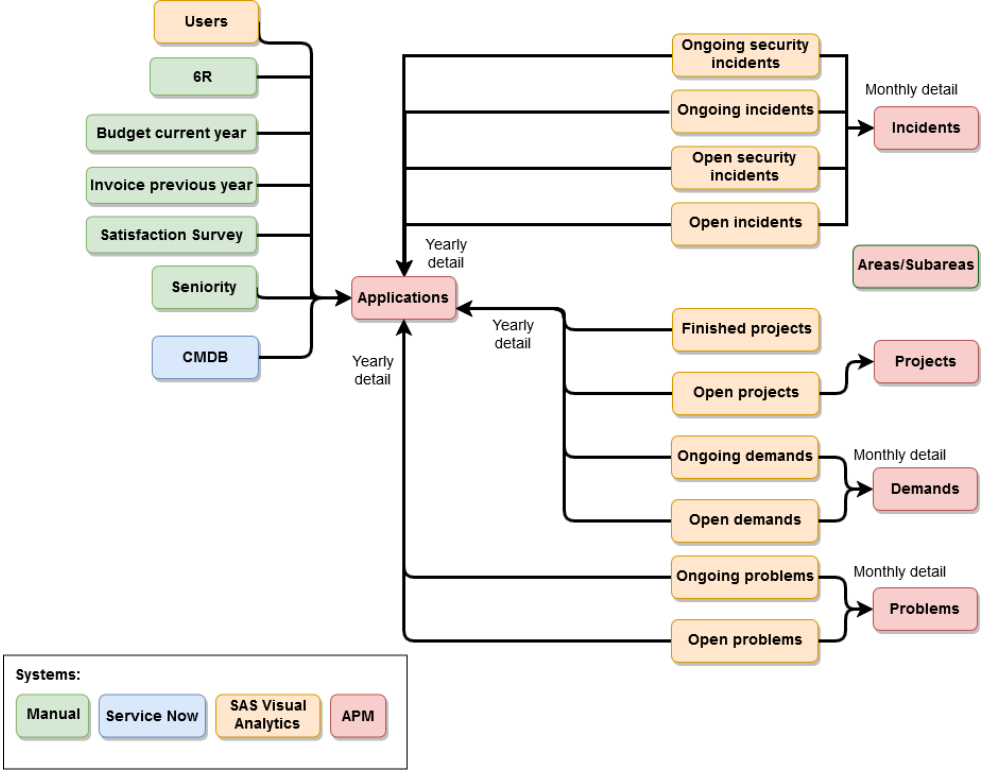 Users
6R
Budget current year
Invoice previous year
Satisfaction Survey
Seniority
CMDB
Applications
Yearly
detail
Yearly
detail
Yearly
detail
Ongoing security
incidents
Ongoing incidents
Open security
incidents
Open incidents
Monthly detail
Incidents
Areas/Subareas
Finished projects
Open projects
Projects
Ongoing demands
Open demands
Monthly detail
Demands
Ongoing problems
Open problems
Monthly detail
Problems
Systems:
Manual
Service Now
SAS Visual
Analytics
APM